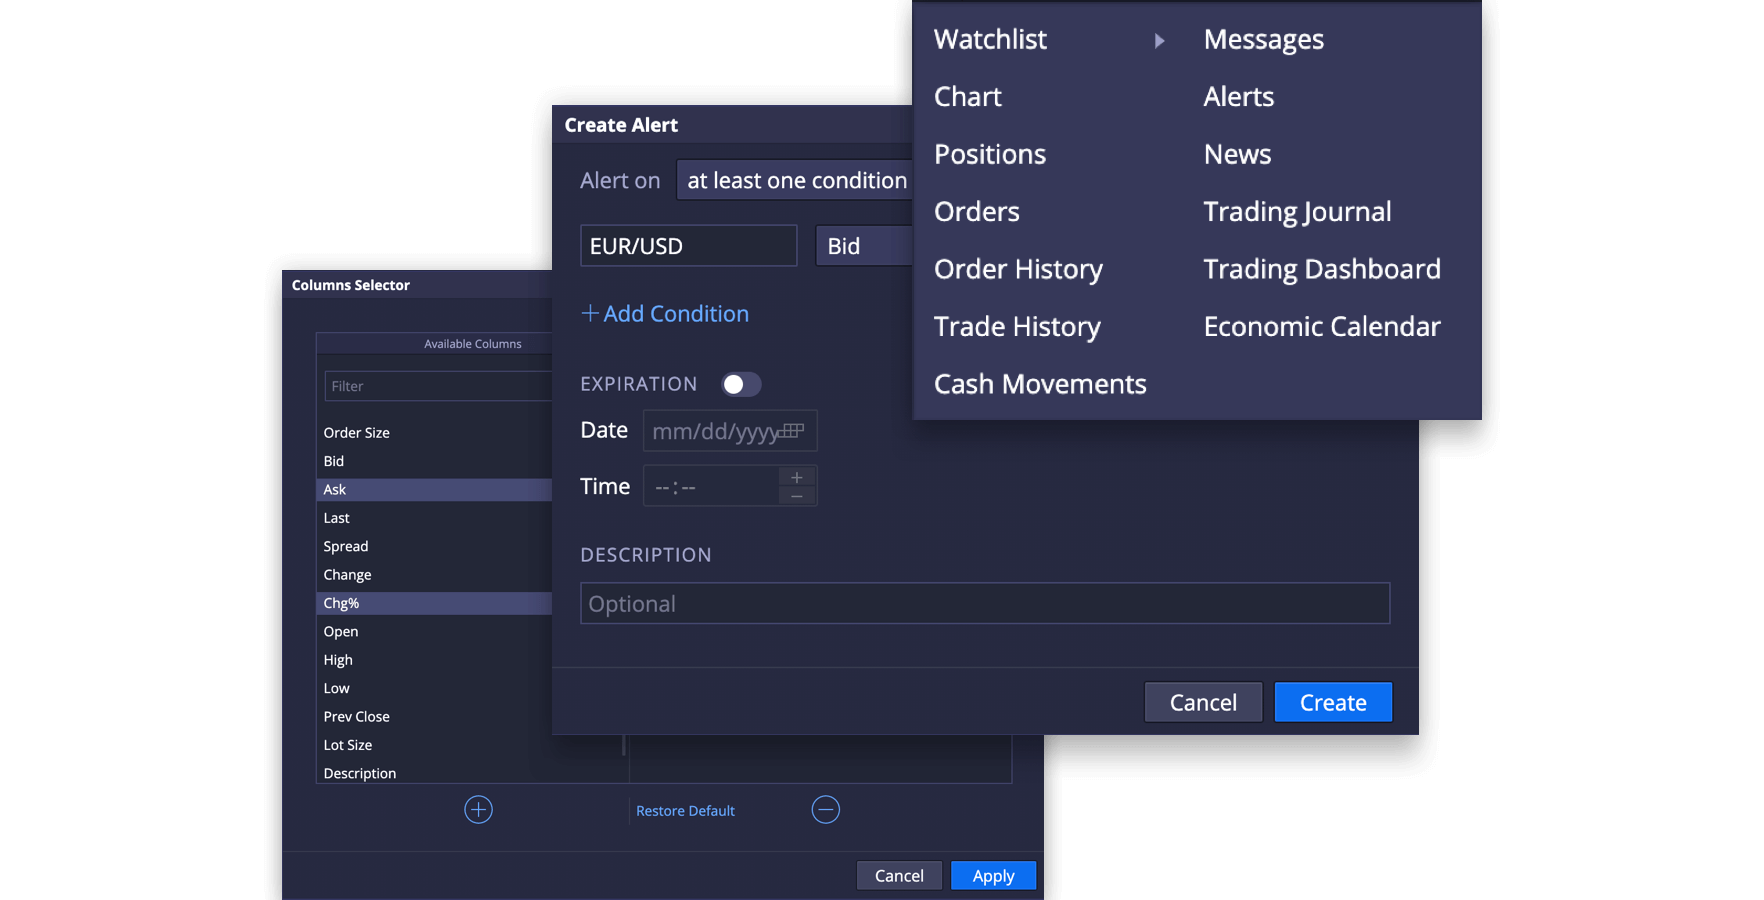 Watchlist
Messages
Chart
Alerts
Positions
News
Orders
Trading Journal
Order History
Trading Dashboard
Trade History
Economic Calendar
Cash Movements
Create Alert
Alert on
at least one condition
EUR/USD
Bid
+ Add Condition
EXPIRATION
Date
mm/dd/yyyy
Time
--:--
+
−
DESCRIPTION
Optional
Cancel
Create
Columns Selector
Available Columns
Filter
Order Size
Bid
Ask
Last
Spread
Change
Chg%
Open
High
Low
Prev Close
Lot Size
Description
Restore Default
Cancel
Apply